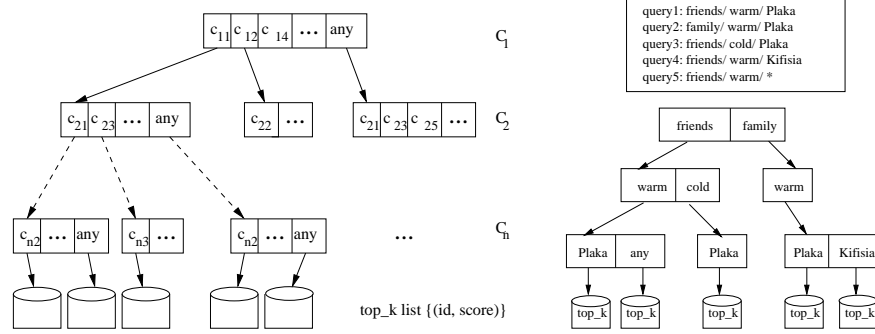 c11 c12 c14 ... any C1
c21 c23 ... any c22 ... c21 c23 c25 ... C2
cn2 ... any cn3 ... cn2 ... any ... Cn
top_k list {(id, score)}
query1: friends/ warm/ Plaka
query2: family/ warm/ Plaka
query3: friends/ cold/ Plaka
query4: friends/ warm/ Kifisia
query5: friends/ warm/ *
friends family
warm cold warm
Plaka any Plaka Plaka Kifisia
top_k top_k top_k top_k top_k